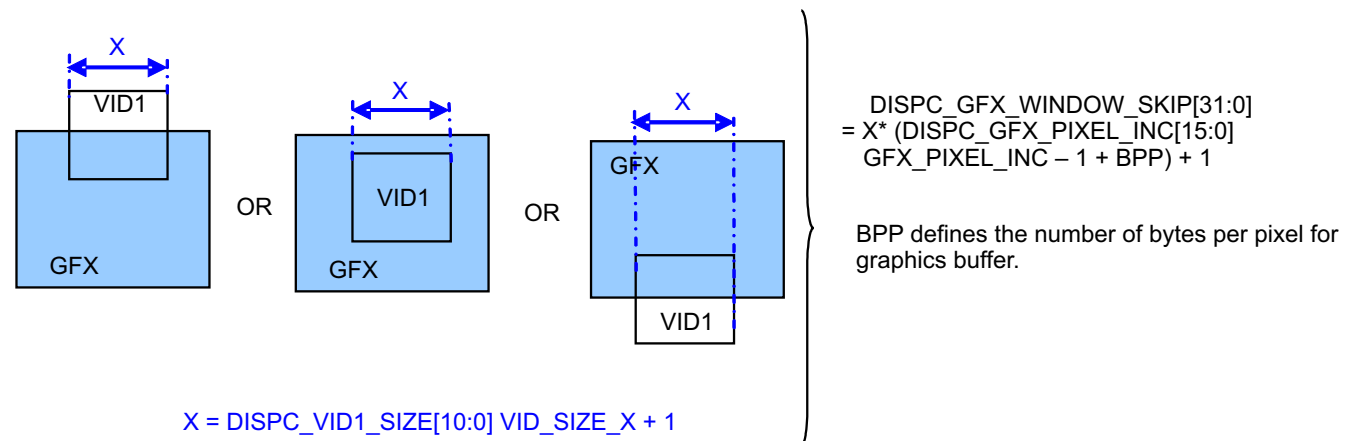 X
VID1
GFX
OR
X
VID1
GFX
OR
X
GFX
VID1
DISPC_GFX_WINDOW_SKIP[31:0]
= X* (DISPC_GFX_PIXEL_INC[15:0]
GFX_PIXEL_INC – 1 + BPP) + 1
BPP defines the number of bytes per pixel for
graphics buffer.
X = DISPC_VID1_SIZE[10:0] VID_SIZE_X + 1